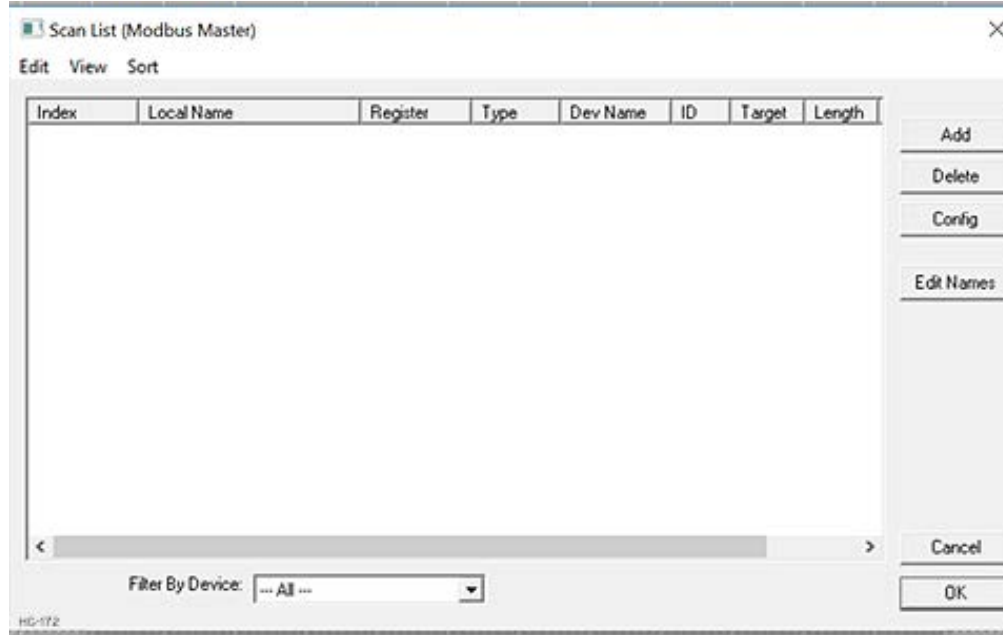 Scan List (Modbus Master)
Edit View Sort
Index Local Name Register Type Dev Name ID Target Length
Add
Delete
Config
Edit Names
Cancel
Filter By Device: --- All ---
OK
HG-172